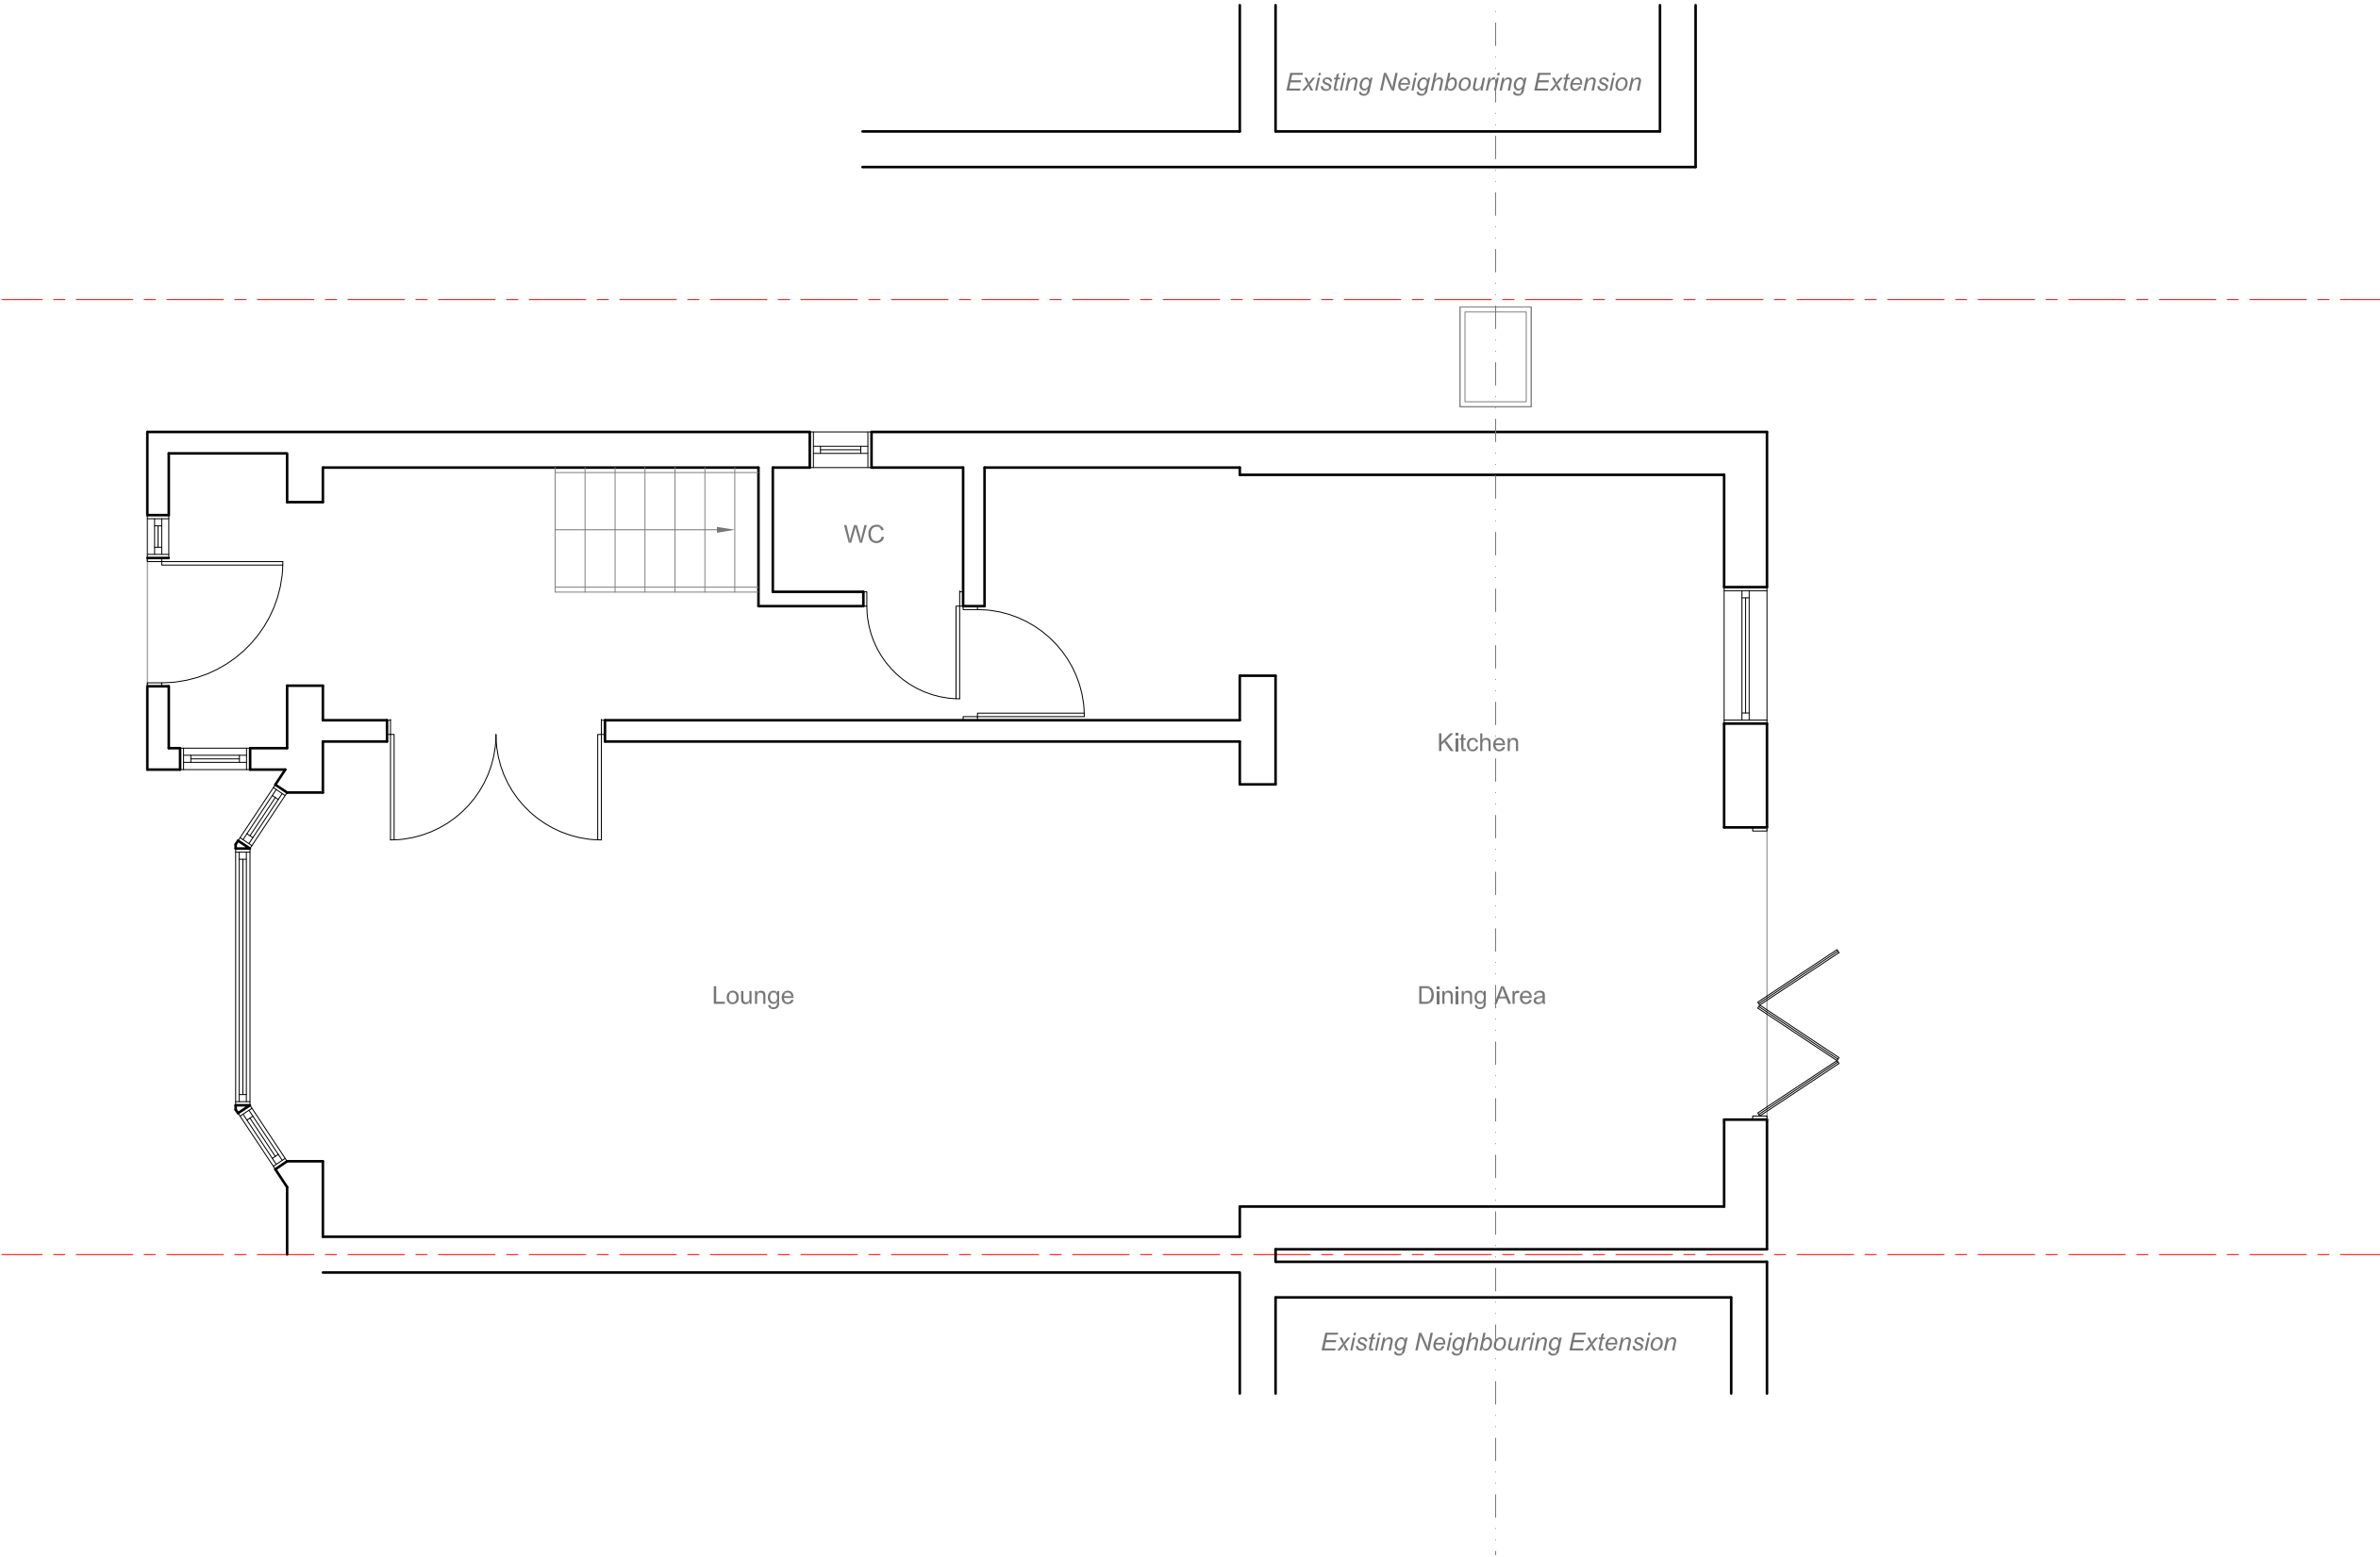 Existing Neighbouring Extension
WC
Kitchen
Lounge
Dining Area
Existing Neighbouring Extension